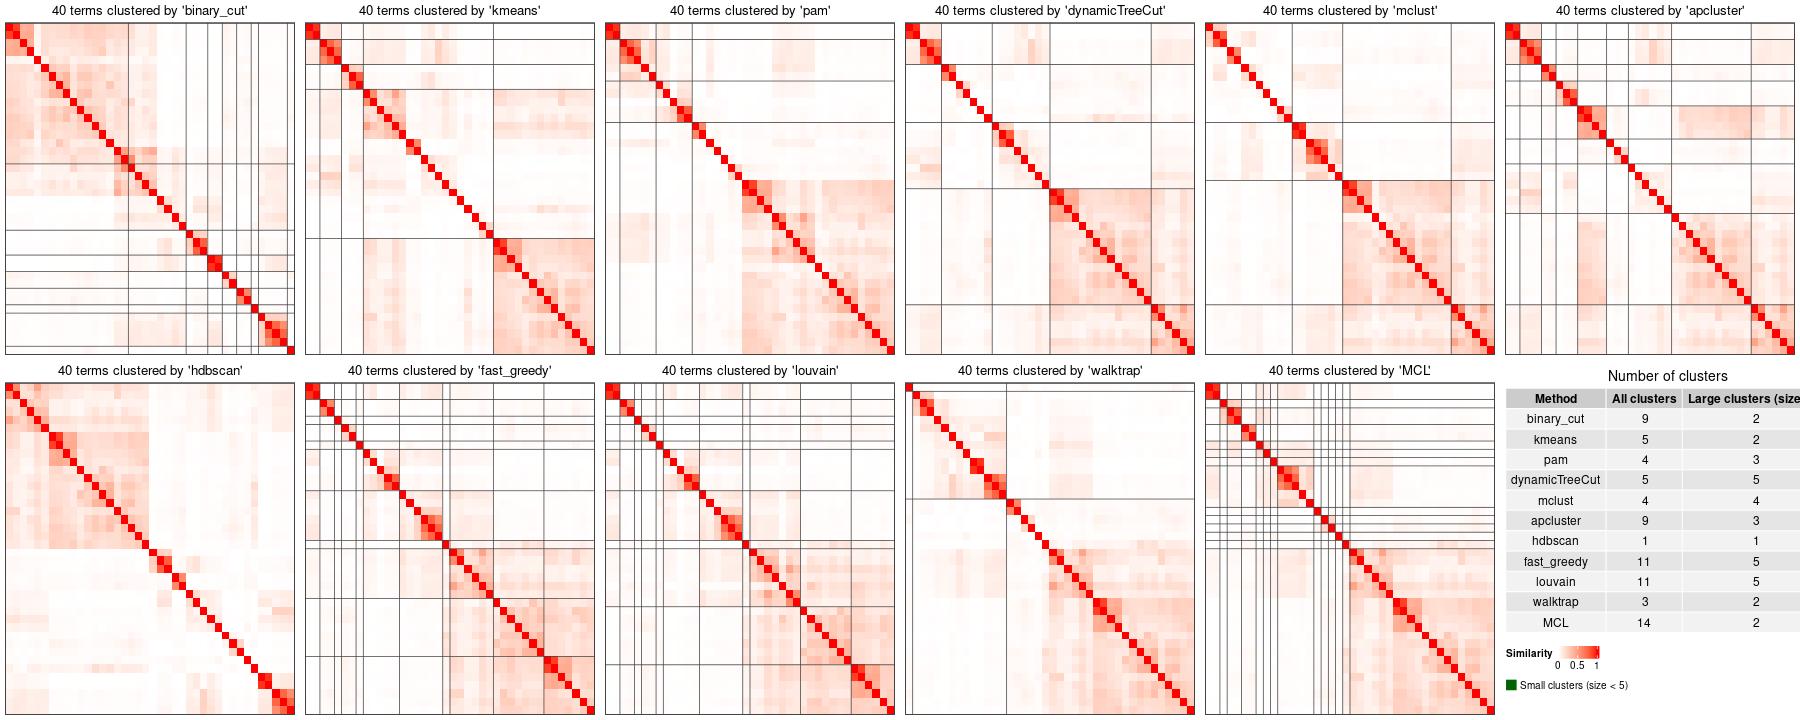 40 terms clustered by 'binary_cut'
40 terms clustered by 'kmeans'
40 terms clustered by 'pam'
40 terms clustered by 'dynamicTreeCut'
40 terms clustered by 'mclust'
40 terms clustered by 'apcluster'
40 terms clustered by 'hdbscan'
40 terms clustered by 'fast_greedy'
40 terms clustered by 'louvain'
40 terms clustered by 'walktrap'
40 terms clustered by 'MCL'
Number of clusters
Method All clusters Large clusters (size
binary_cut 9 2
kmeans 5 2
pam 4 3
dynamicTreeCut 5 5
mclust 4 4
apcluster 9 3
hdbscan 1 1
fast_greedy 11 5
louvain 11 5
walktrap 3 2
MCL 14 2
Similarity
0 0.5 1
Small clusters (size < 5)